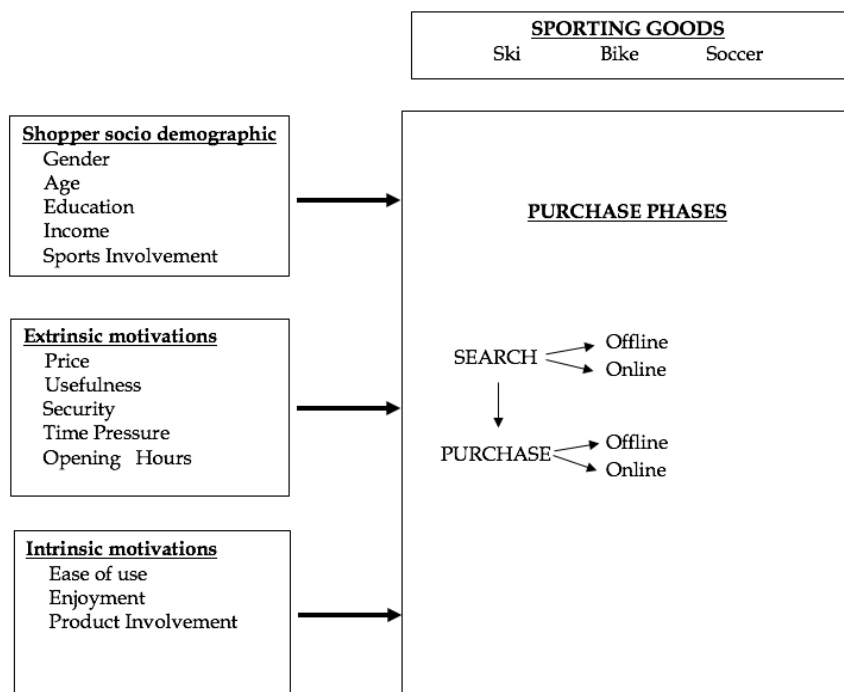 SPORTING GOODS
Ski Bike Soccer
Shopper socio demographic
Gender
Age
Education
Income
Sports Involvement
Extrinsic motivations
Price
Usefulness
Security
Time Pressure
Opening Hours
Intrinsic motivations
Ease of use
Enjoyment
Product Involvement
PURCHASE PHASES
SEARCH
Offline
Online
PURCHASE
Offline
Online